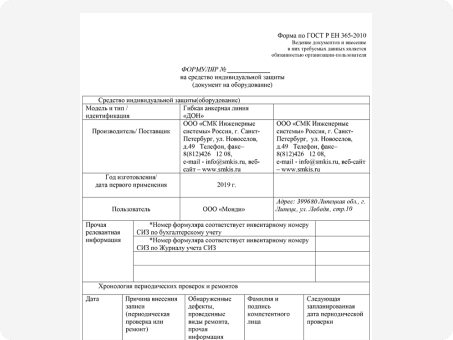 Форма по ГОСТ Р ЕН 365-2010
Ведение документов и внесение
в них требуемых данных является
обязанностью организации-пользователя
ФОРМУЛЯР №
на средство индивидуальной защиты
(документ на оборудование)
Средство индивидуальной защиты(оборудование)
Модель и тип /
идентификация
Гибкая анкерная линия
«ДОН»
Производитель/ Поставщик
ООО «СМК Инженерные
системы» Россия, г. Санкт-
Петербург, ул. Новоселов,
д.49 Телефон, факс–
8(812)426 12 08,
e-mail - info@smkis.ru, веб-
сайт – www.smkis.ru
ООО «СМК Инженерные
системы» Россия, г. Санкт-
Петербург, ул. Новоселов,
д.49 Телефон, факс–
8(812)426 12 08,
e-mail - info@smkis.ru, веб-
сайт – www.smkis.ru
Год изготовления/
дата первого применения
2019 г.
Пользователь
ООО «Монди»
Адрес: 399680 Липецкая обл., г.
Липецк, ул. Лебедя, стр.10
Прочая
релевантная
информация
*Номер формуляра соответствует инвентарному номеру
СИЗ по бухгалтерскому учету
*Номер формуляра соответствует инвентарному номеру
СИЗ по Журналу учета СИЗ
Хронология периодических проверок и ремонтов
Дата
Причина внесения
записи
(периодическая
проверка или
ремонт)
Обнаруженные
дефекты,
проведенные
виды ремонта,
прочая
информация
Фамилия и
подпись
компетентного
лица
Следующая
запланированная
дата периодической
проверки